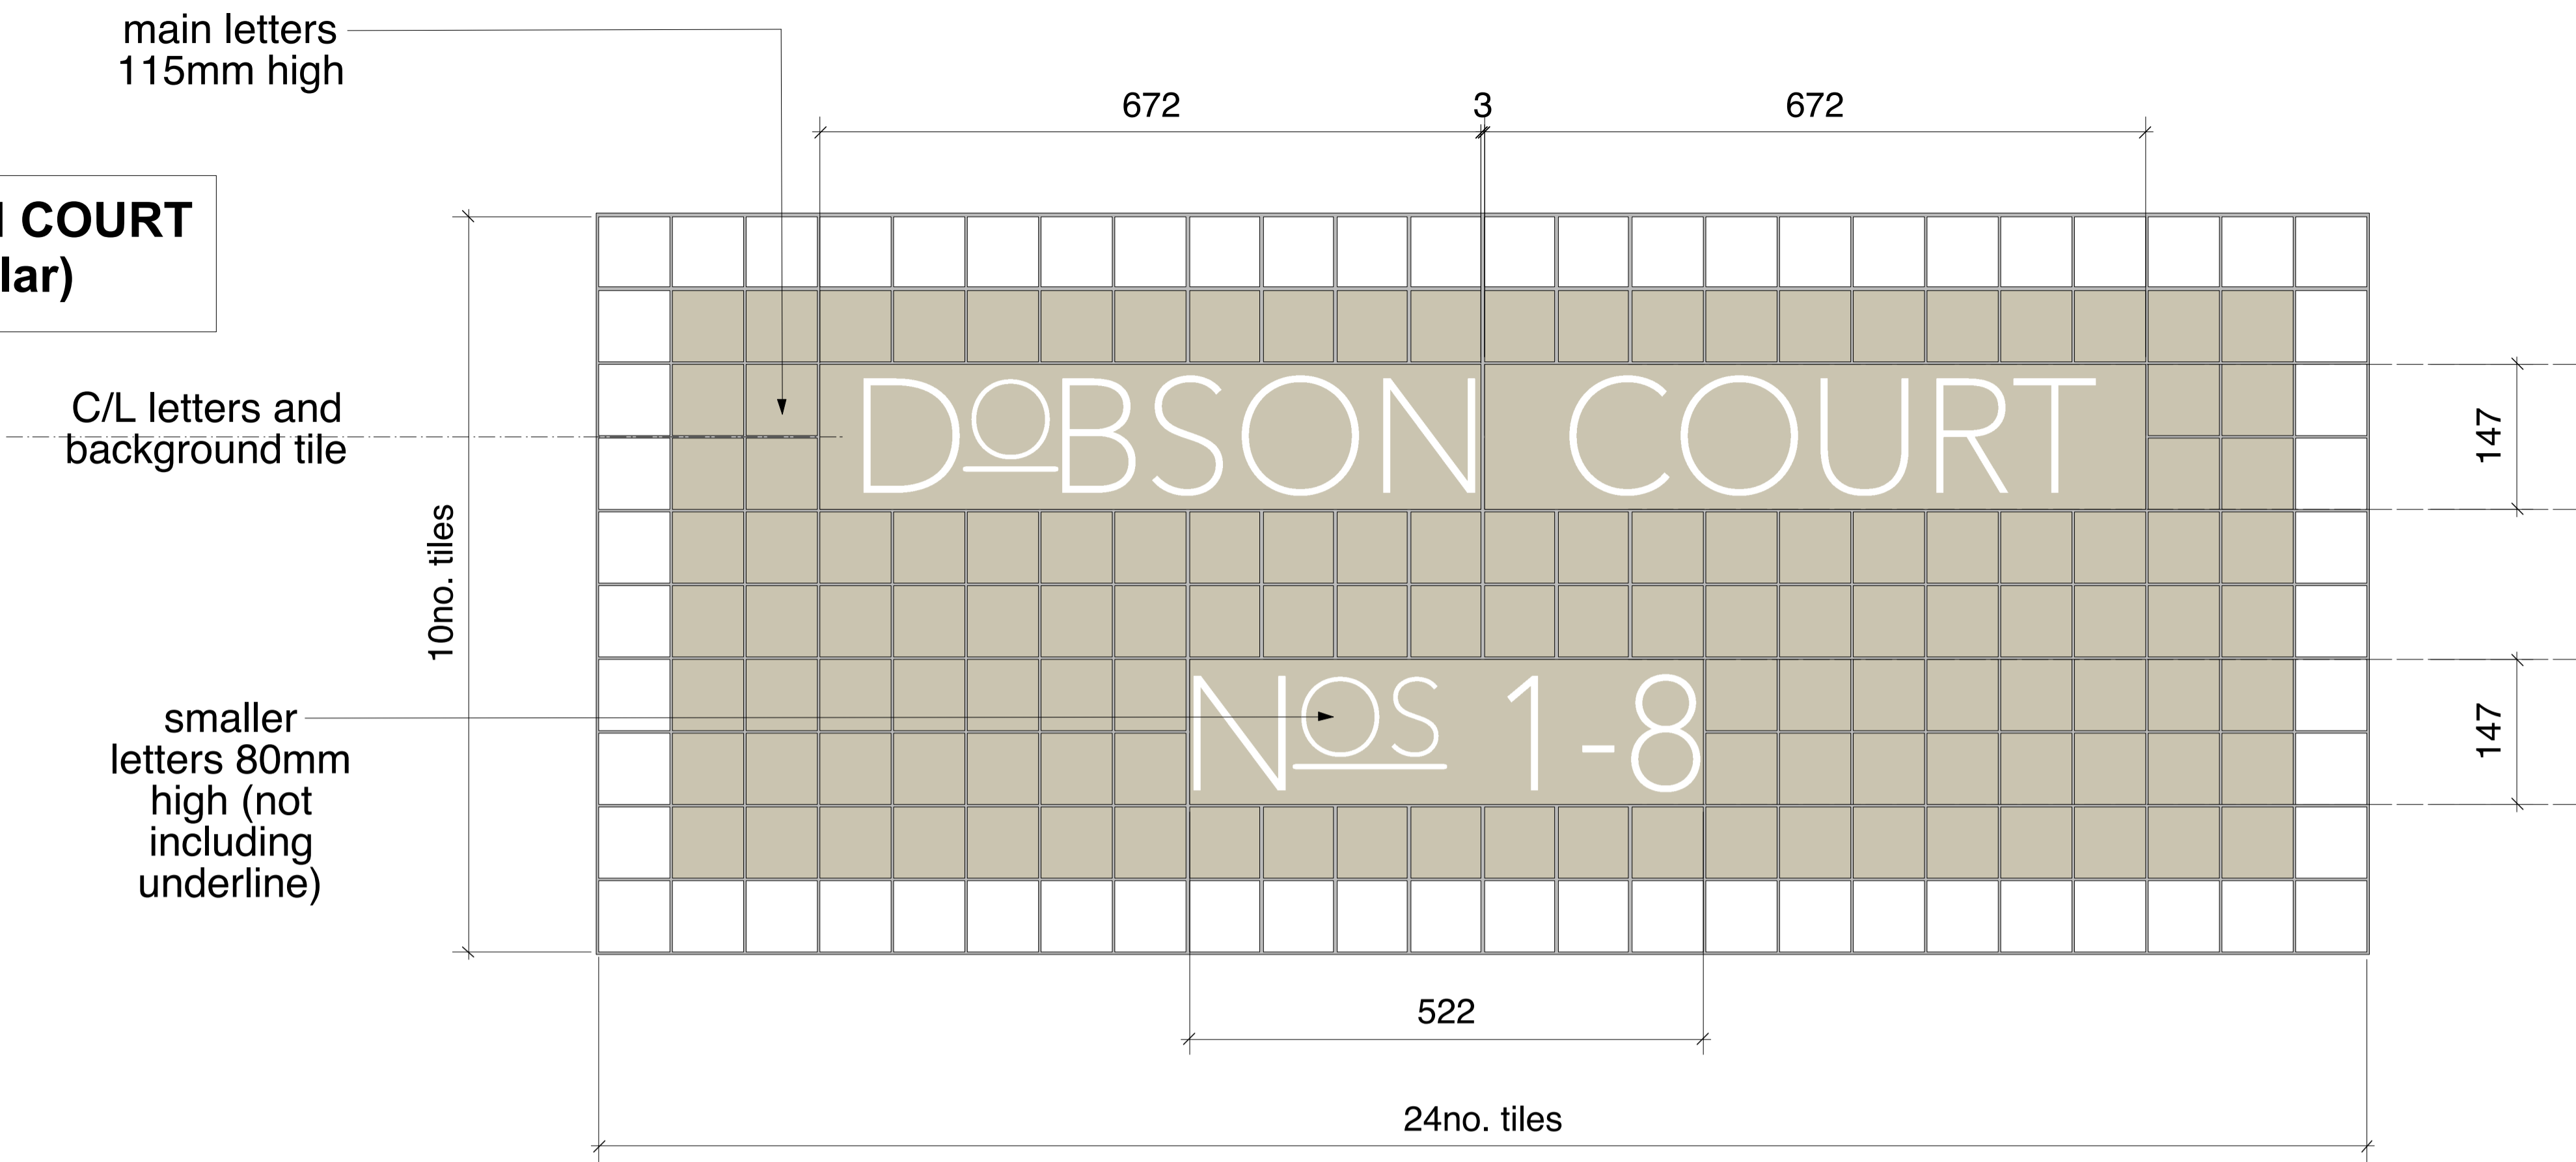 main letters
115mm high
672
3
672
COURT
C/L letters and
background tile
DOBSON COURT
147
10no. tiles
smaller
letters 80mm
high (not
including
underline)
NOS 1-8
147
522
24no. tiles